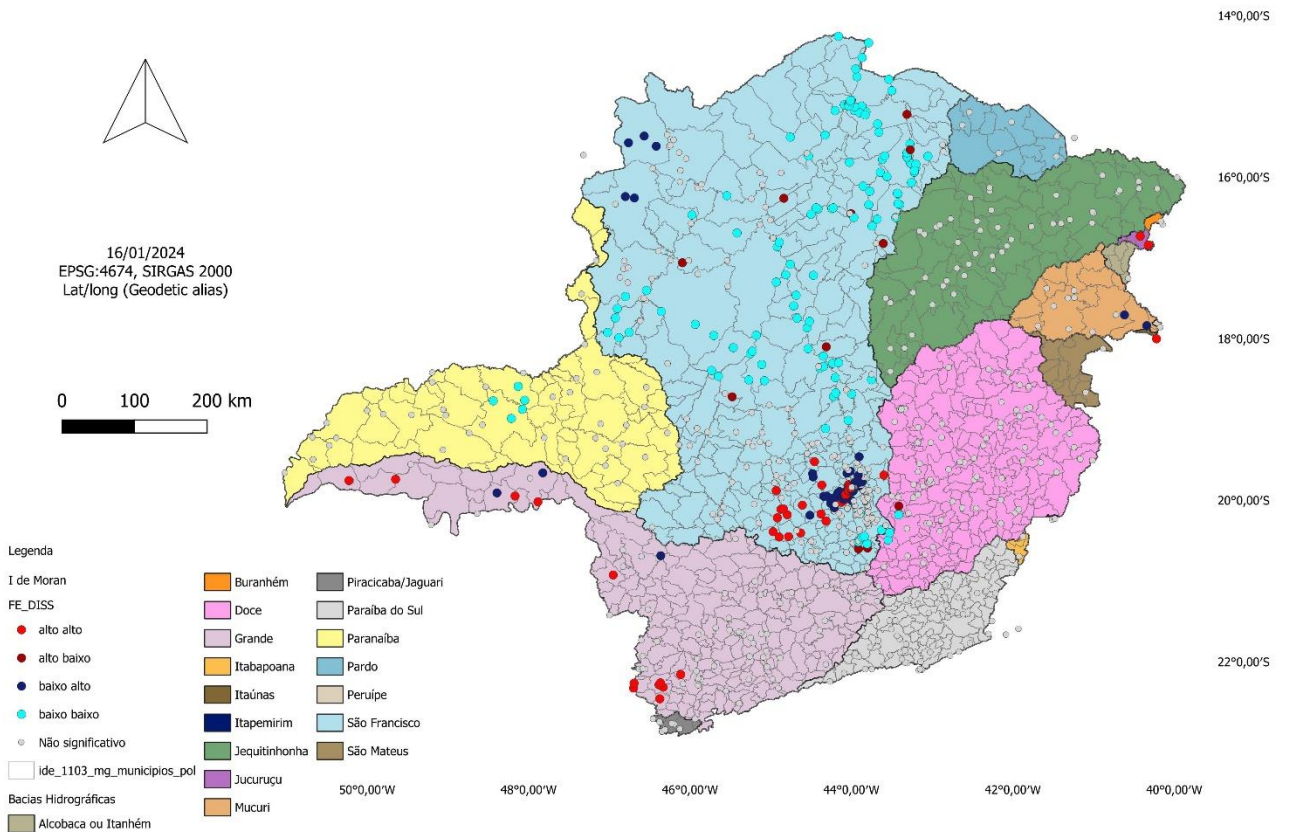 14°0,00'S
16°0,00'S
16/01/2024
EPSG:4674, SIRGAS 2000
Lat/long (Geodetic alias)
18°0,00'S
0 100 200 km
20°0,00'S
22°0,00'S
50°0,00'W 48°0,00'W 46°0,00'W 44°0,00'W 42°0,00'W 40°0,00'W
Legenda
I de Moran
FE_DISS
alto alto
alto baixo
baixo alto
baixo baixo
Não significativo
ide_1103_mg_municipios_pol
Bacias Hidrográficas
Alcobaca ou Itanhém
Buranhém
Doce
Grande
Itabapoana
Itaúnas
Itapemirim
Jequitinhonha
Jucuruçu
Mucuri
Piracicaba/Jaguari
Paraíba do Sul
Paranaíba
Pardo
Peruípe
São Francisco
São Mateus